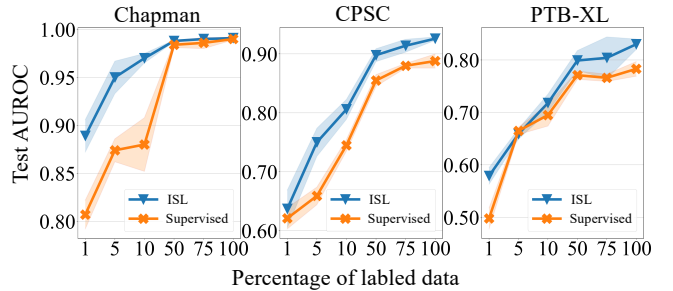 Chapman
CPSC
PTB-XL
Test AUROC
1.00
0.95
0.90
0.85
0.80
1 5 10 50 75 100
ISL
Supervised
0.90
0.80
0.70
0.60
1 5 10 50 75 100
ISL
Supervised
0.80
0.70
0.60
0.50
1 5 10 50 75 100
ISL
Supervised
Percentage of labled data